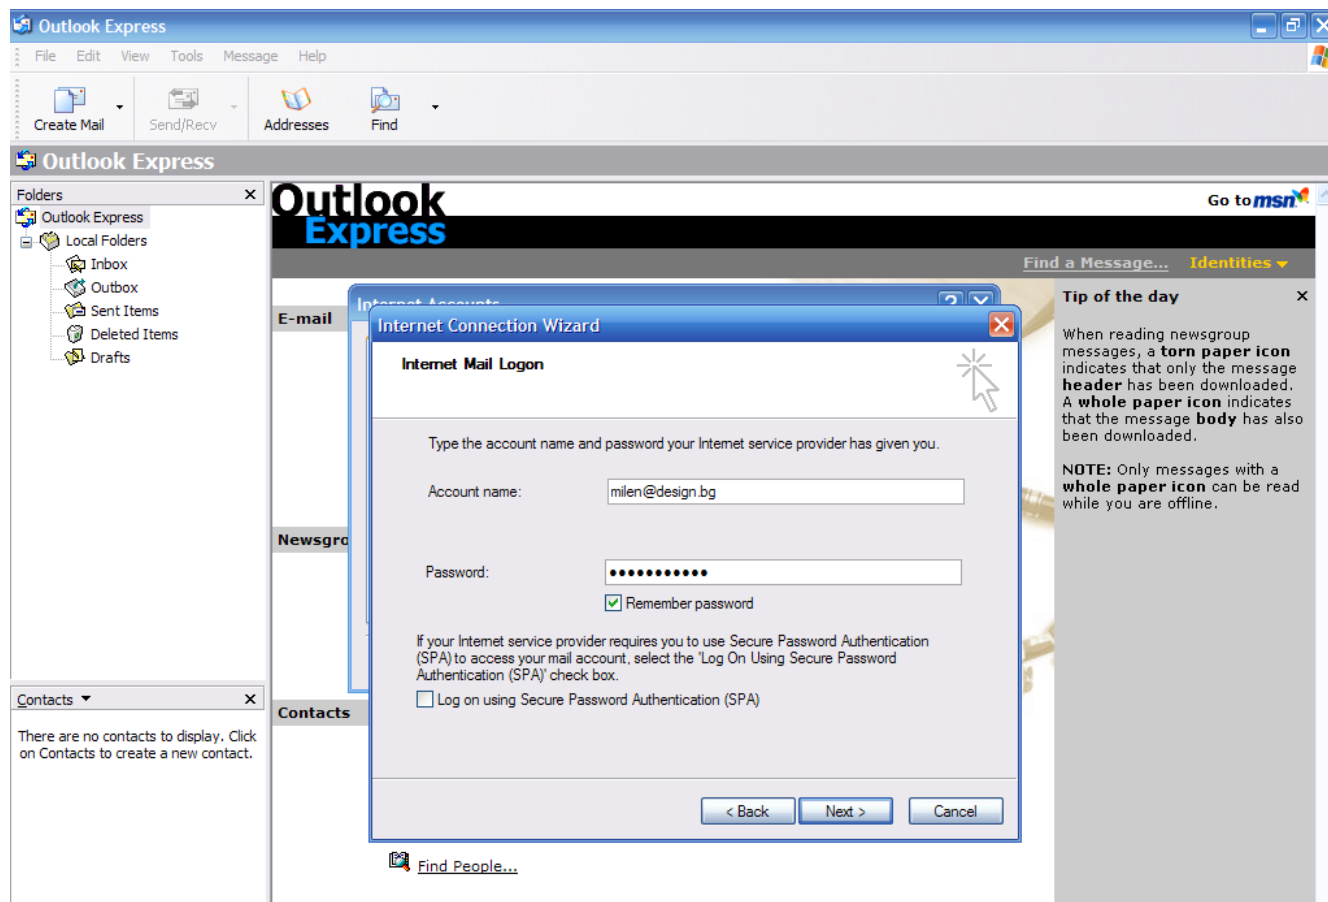 Outlook Express
File Edit View Tools Message Help
Create Mail Send/Recv Addresses Find
Outlook Express
Folders
Outlook Express
Local Folders
Inbox
Outbox
Sent Items
Deleted Items
Drafts
Contacts
There are no contacts to display. Click
on Contacts to create a new contact.
Outlook
Express
Go to msn
Find a Message... Identities
E-mail
Newsgro
Contacts
Find People...
Internet Accounts
Internet Connection Wizard
Internet Mail Logon
Type the account name and password your Internet service provider has given you.
Account name: milen@design.bg
Password: •••••••••••
Remember password
If your Internet service provider requires you to use Secure Password Authentication
(SPA) to access your mail account, select the 'Log On Using Secure Password
Authentication (SPA)' check box.
Log on using Secure Password Authentication (SPA)
< Back Next > Cancel
Tip of the day
When reading newsgroup
messages, a torn paper icon
indicates that only the message
header has been downloaded.
A whole paper icon indicates
that the message body has also
been downloaded.
NOTE: Only messages with a
whole paper icon can be read
while you are offline.